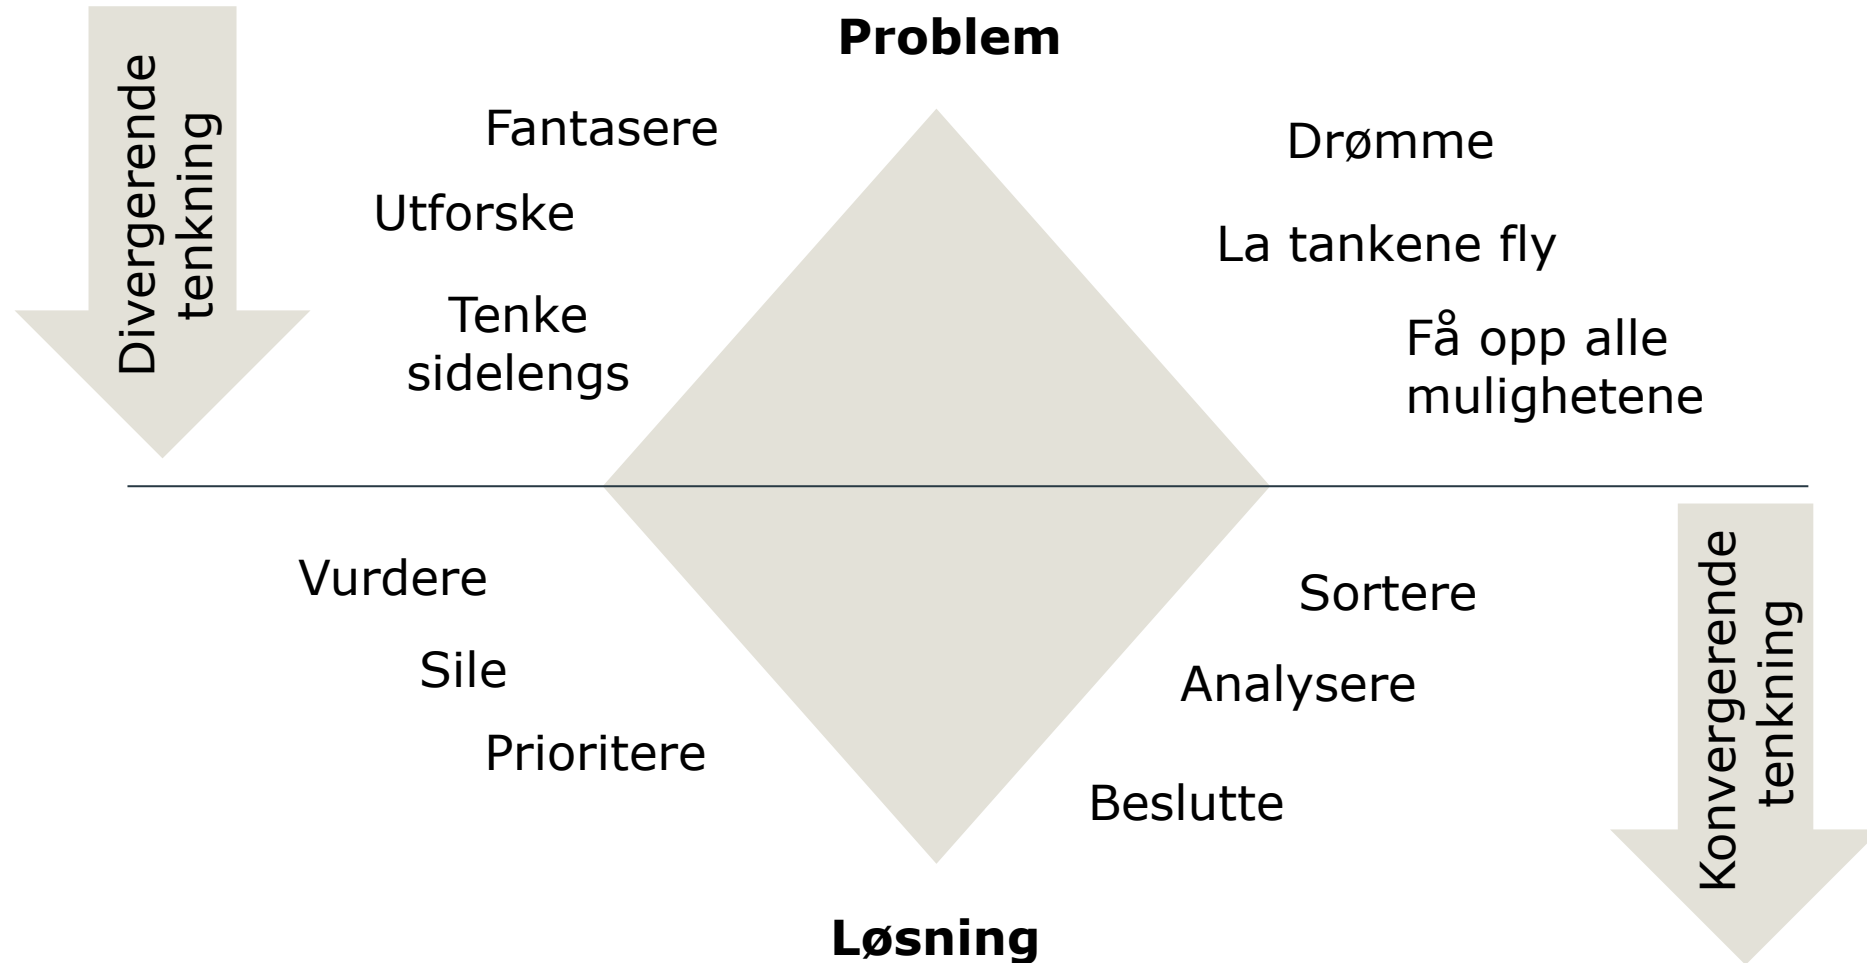 Problem
Divergerende
tenkning
Fantasere
Drømme
Utforske
La tankene fly
Tenke
sidelengs
Få opp alle
mulighetene
Vurdere
Sortere
Sile
Analysere
Prioritere
Beslutte
Konvergerende
tenkning
Løsning